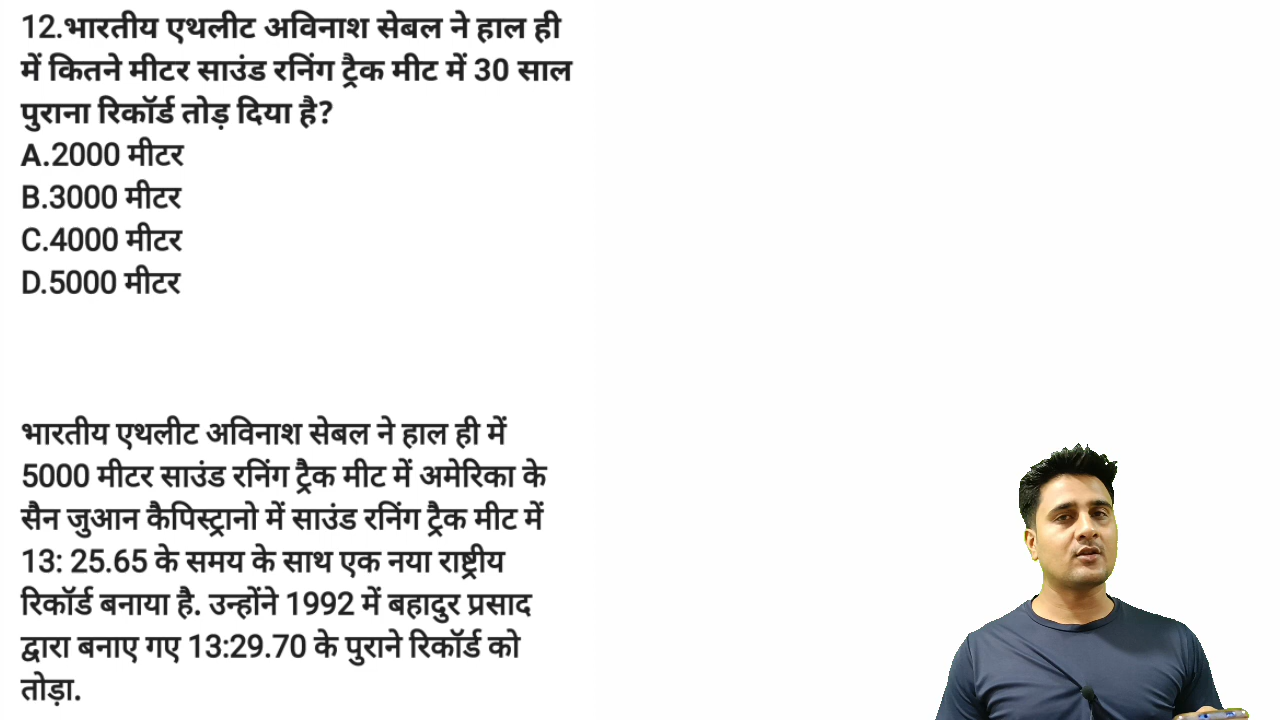 12.भारतीय एथलीट अविनाश सेबल ने हाल ही
में कितने मीटर साउंड रनिंग ट्रैक मीट में 30 साल
पुराना रिकॉर्ड तोड़ दिया है?
A.2000 मीटर
B.3000 मीटर
C.4000 मीटर
D.5000 मीटर
भारतीय एथलीट अविनाश सेबल ने हाल ही में
5000 मीटर साउंड रनिंग ट्रैक मीट में अमेरिका के
सैन जुआन कैपिस्ट्रानो में साउंड रनिंग ट्रैक मीट में
13: 25.65 के समय के साथ एक नया राष्ट्रीय
रिकॉर्ड बनाया है. उन्होंने 1992 में बहादुर प्रसाद
द्वारा बनाए गए 13:29.70 के पुराने रिकॉर्ड को
तोड़ा.